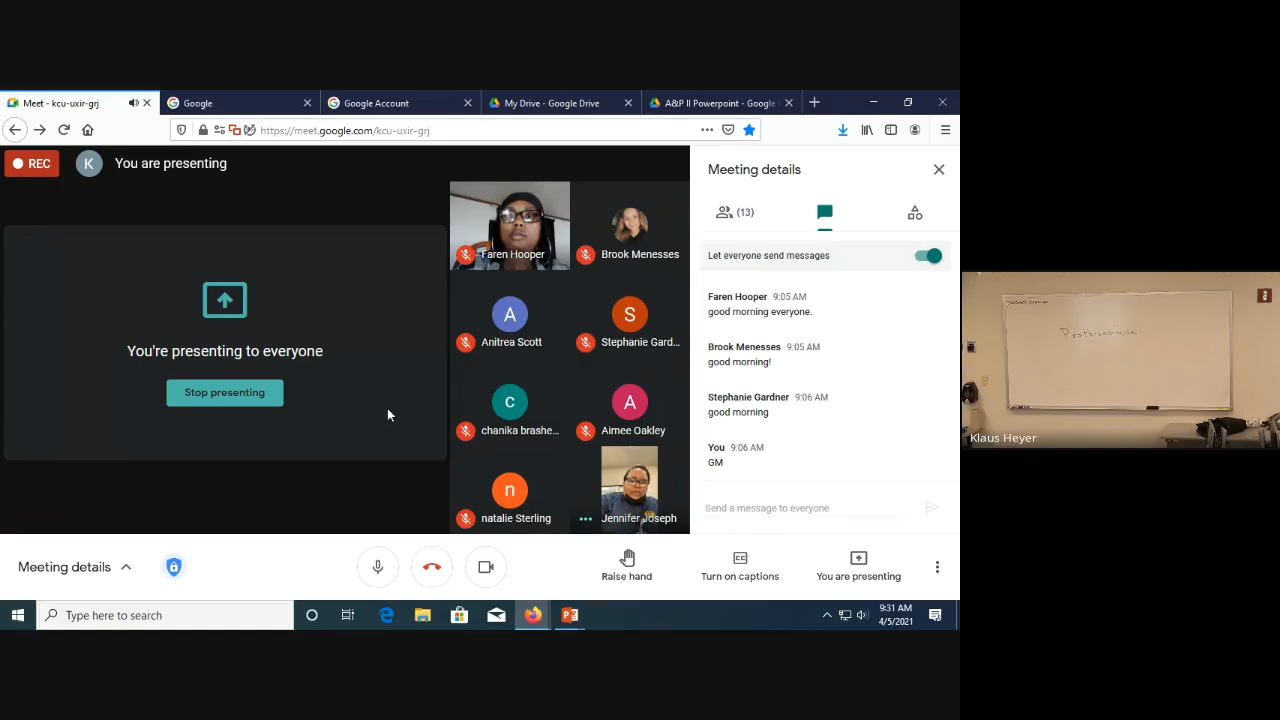 Meet - kcu-uxir-grj
Google
Google Account
My Drive - Google Drive
A&P II Powerpoint - Google
https://meet.google.com/kcu-uxir-grj
REC
K
You are presenting
Meeting details
(13)
Faren Hooper
Brook Menesses
Let everyone send messages
Faren Hooper 9:05 AM
good morning everyone.
You're presenting to everyone
Stop presenting
A
Anitrea Scott
S
Stephanie Gard...
Brook Menesses 9:05 AM
good morning!
c
chanika brashe...
A
Aimee Oakley
Stephanie Gardner 9:06 AM
good morning
n
natalie Sterling
Jennifer Joseph
You 9:06 AM
GM
Send a message to everyone
Klaus Heyer
Meeting details
Raise hand
CC
Turn on captions
You are presenting
Type here to search
9:31 AM
4/5/2021